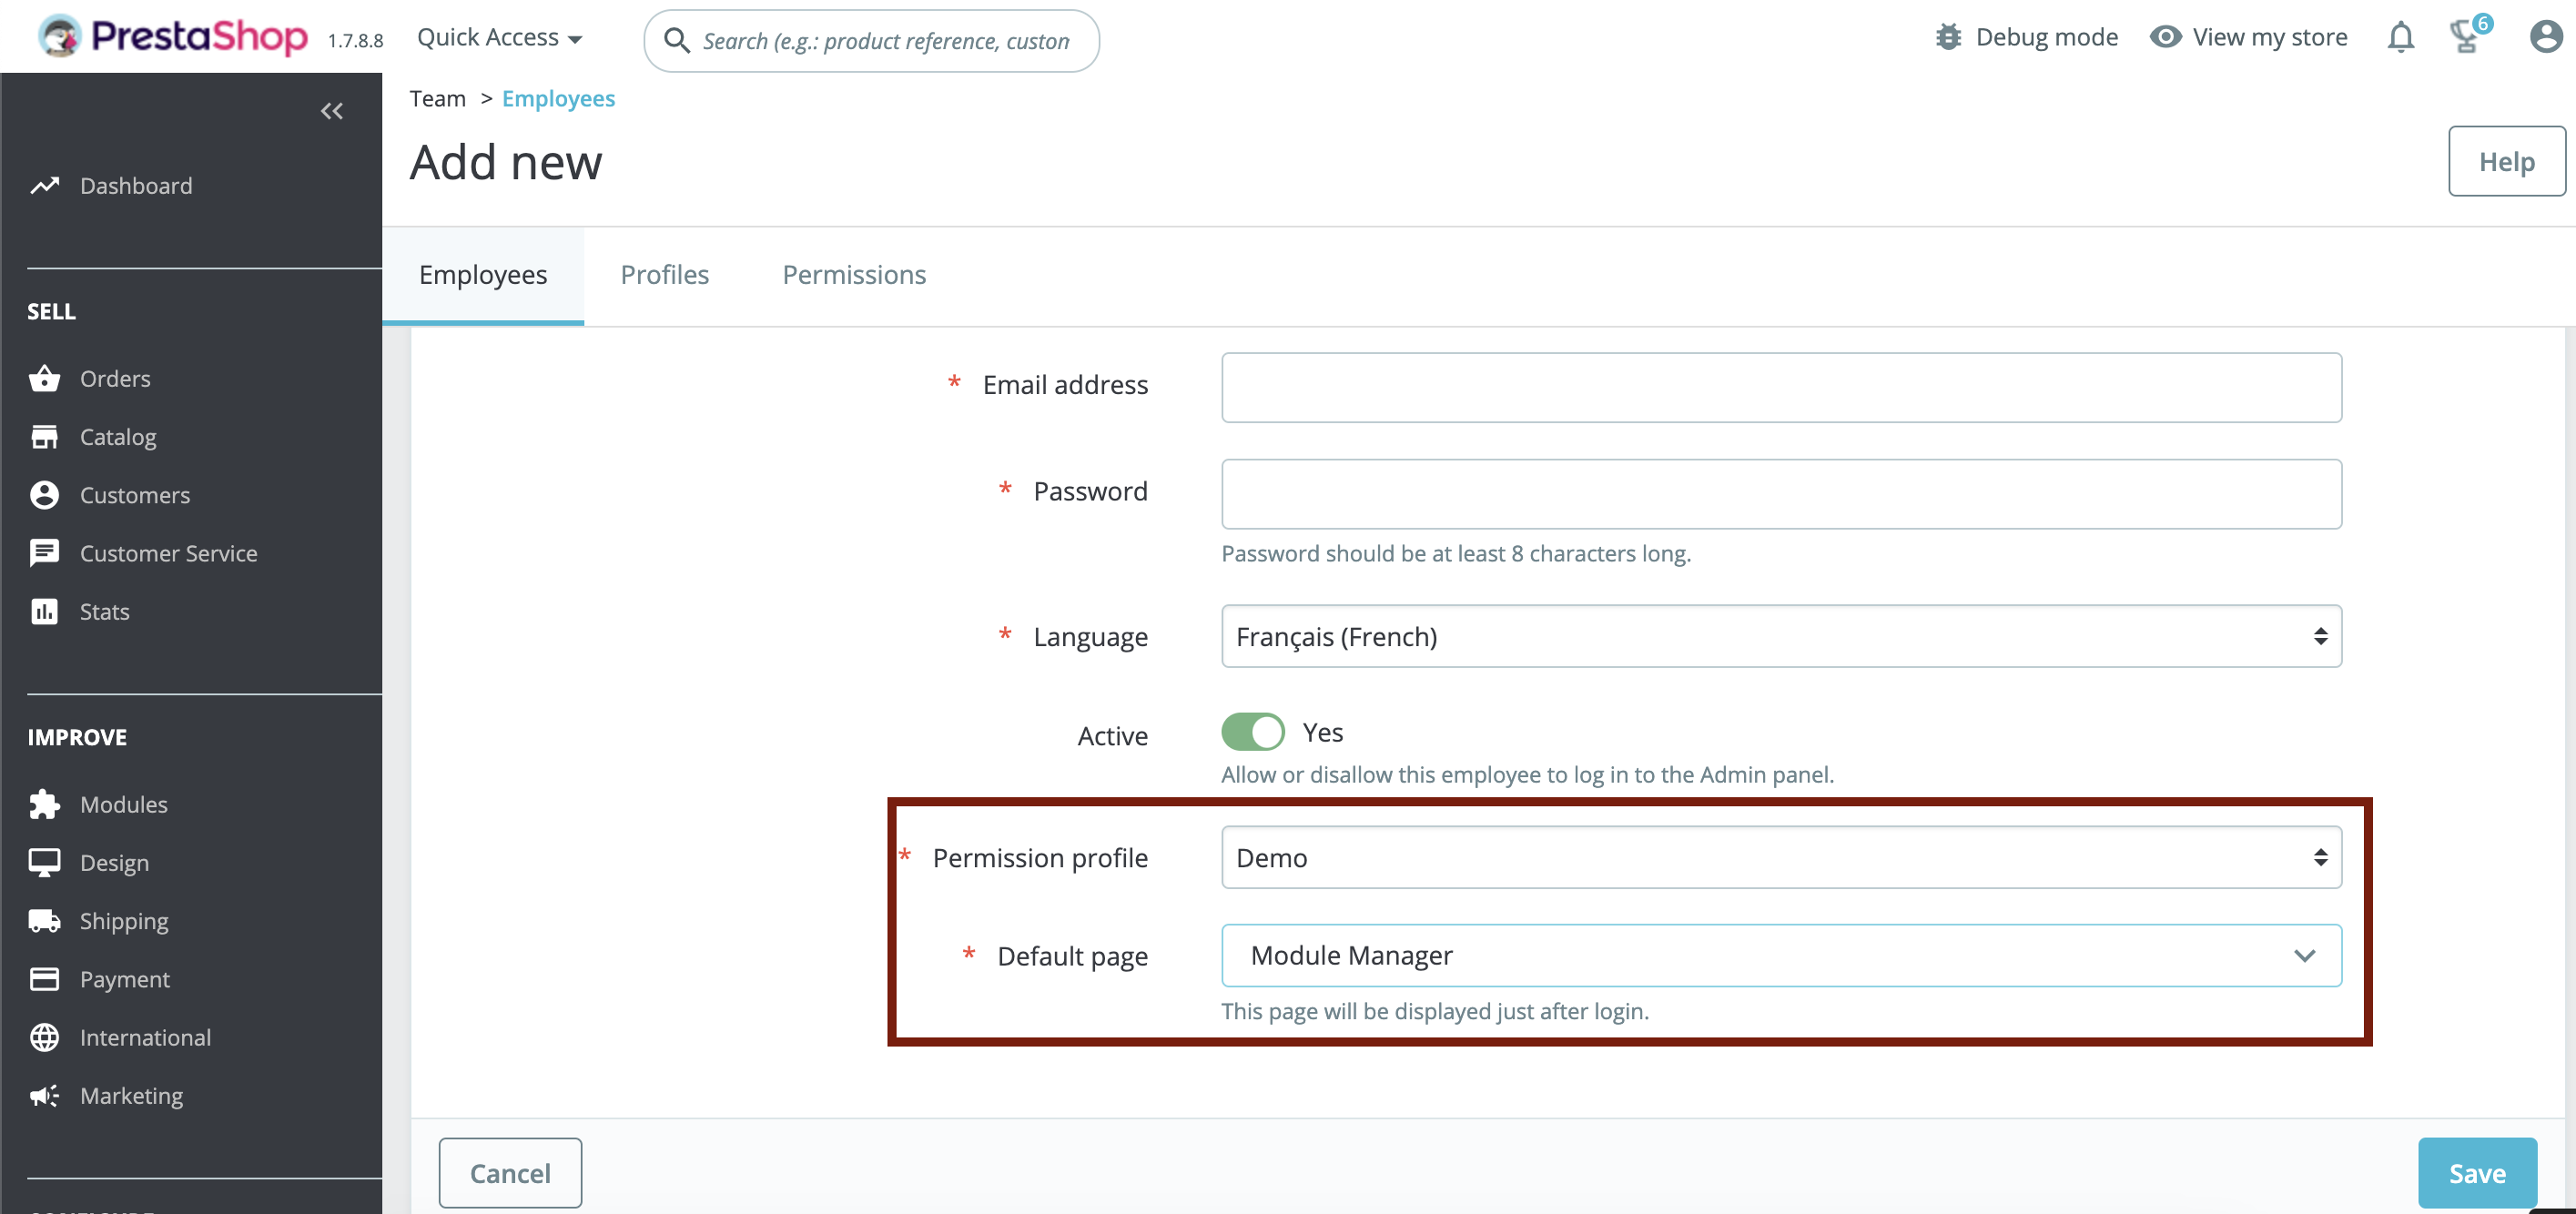 PrestaShop 1.7.8.8 Quick Access Search (e.g.: product reference, custon Debug mode View my store 6
Team > Employees
Add new
Help
Dashboard
Employees Profiles Permissions
SELL
Orders
Catalog
Customers
Customer Service
Stats
IMPROVE
Modules
Design
Shipping
Payment
International
Marketing
* Email address
* Password
Password should be at least 8 characters long.
* Language Français (French)
Active Yes
Allow or disallow this employee to log in to the Admin panel.
* Permission profile Demo
* Default page Module Manager
This page will be displayed just after login.
Cancel Save